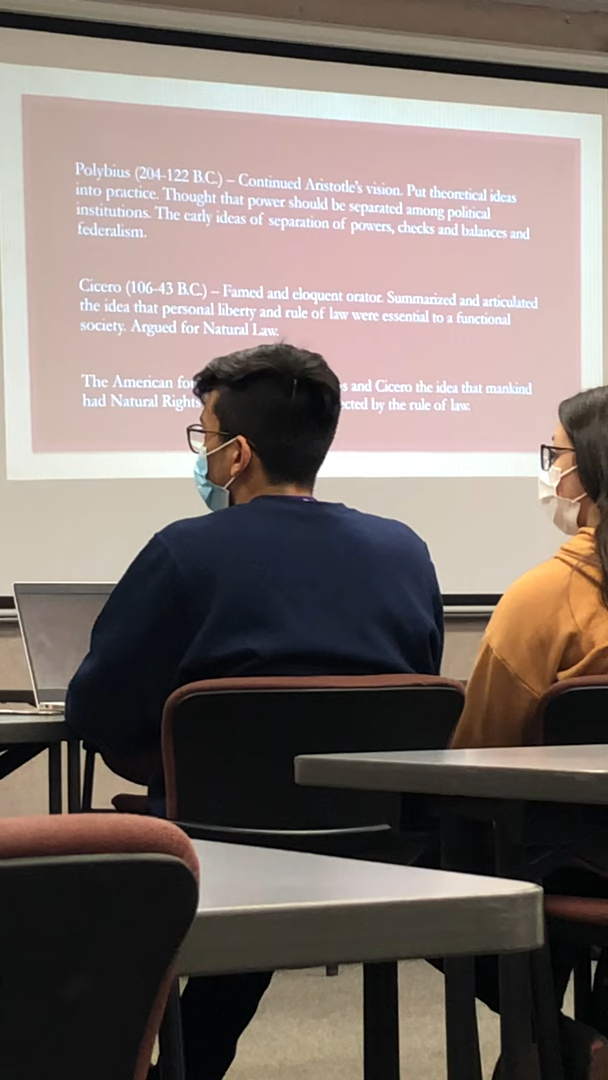 Polybius (204-122 B.C.) – Continued Aristotle's vision. Put theoretical ideas
into practice. Thought that power should be separated among political
institutions. The early ideas of separation of powers, checks and balances and
federalism.
Cicero (106-43 B.C.) – Famed and eloquent orator. Summarized and articulated
the idea that personal liberty and rule of law were essential to a functional
society. Argued for Natural Law.
The American and Cicero the idea that mankind
had Natural Rights by the rule of law.